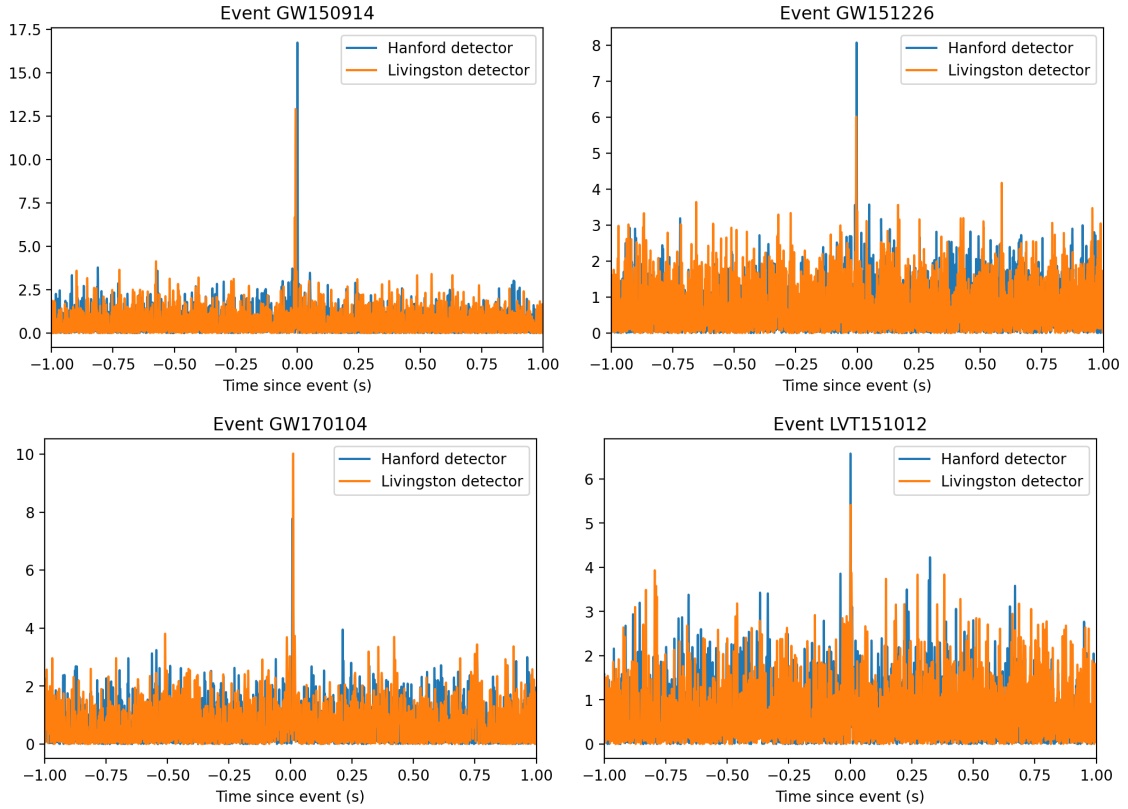 Event GW150914
17.5
15.0
12.5
10.0
7.5
5.0
2.5
0.0
Hanford detector
Livingston detector
−1.00 −0.75 −0.50 −0.25 0.00 0.25 0.50 0.75 1.00
Time since event (s)
Event GW151226
8
7
6
5
4
3
2
1
0
Hanford detector
Livingston detector
−1.00 −0.75 −0.50 −0.25 0.00 0.25 0.50 0.75 1.00
Time since event (s)
Event GW170104
10
8
6
4
2
0
Hanford detector
Livingston detector
−1.00 −0.75 −0.50 −0.25 0.00 0.25 0.50 0.75 1.00
Time since event (s)
Event LVT151012
6
5
4
3
2
1
0
Hanford detector
Livingston detector
−1.00 −0.75 −0.50 −0.25 0.00 0.25 0.50 0.75 1.00
Time since event (s)